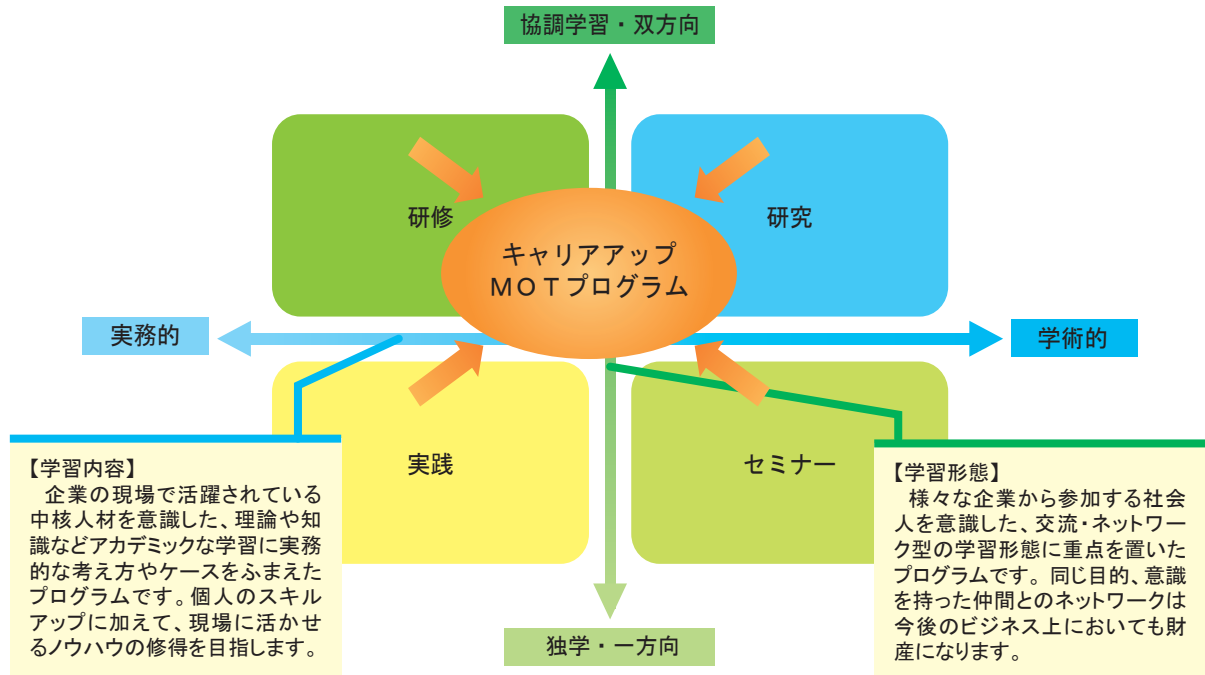 協調学習・双方向
研修
研究
キャリアアップ
MOTプログラム
実務的
学術的
実践
セミナー
【学習内容】
企業の現場で活躍されている
中核人材を意識した、理論や知
識などアカデミックな学習に実務
的な考え方やケースをふまえた
プログラムです。個人のスキル
アップに加えて、現場に活かせ
るノウハウの修得を目指します。
【学習形態】
様々な企業から参加する社会
人を意識した、交流・ネットワー
ク型の学習形態に重点を置いた
プログラムです。同じ目的、意識
を持った仲間とのネットワークは
今後のビジネス上においても財
産になります。
独学・一方向